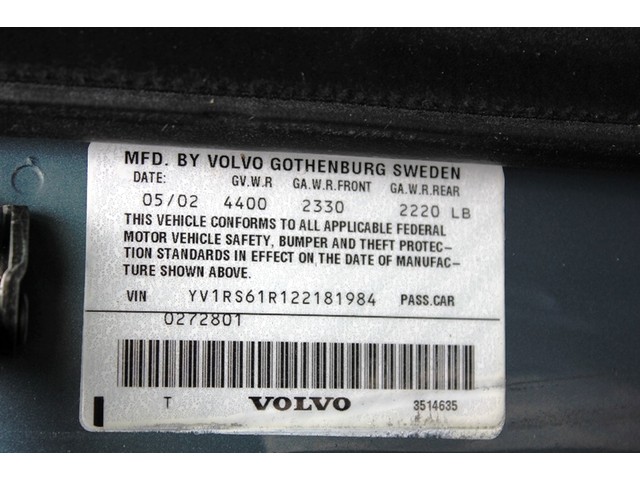 MFD. BY VOLVO GOTHENBURG SWEDEN
DATE: GV.W.R GA.W.R.FRONT GA.W.R.REAR
05/02 4400 2330 2220 LB
THIS VEHICLE CONFORMS TO ALL APPLICABLE FEDERAL
MOTOR VEHICLE SAFETY, BUMPER AND THEFT PROTEC-
TION STANDARDS IN EFFECT ON THE DATE OF MANUFAC-
TURE SHOWN ABOVE.
VIN YV1RS61R122181984 PASS.CAR
0272801
T VOLVO 3514635